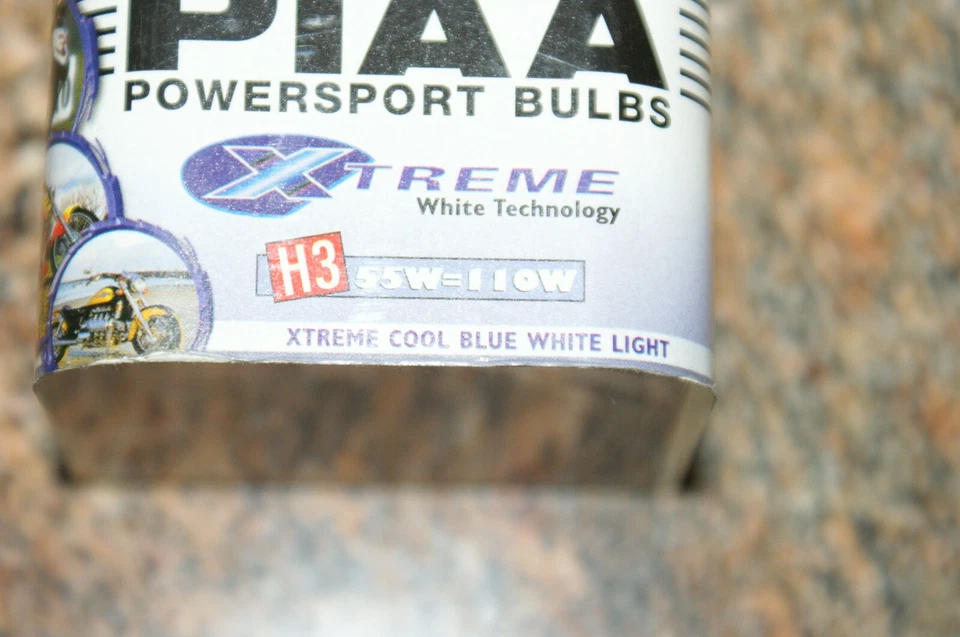 PIAA
POWERSPORT BULBS
XTREME
White Technology
H3 55W=110W
XTREME COOL BLUE WHITE LIGHT